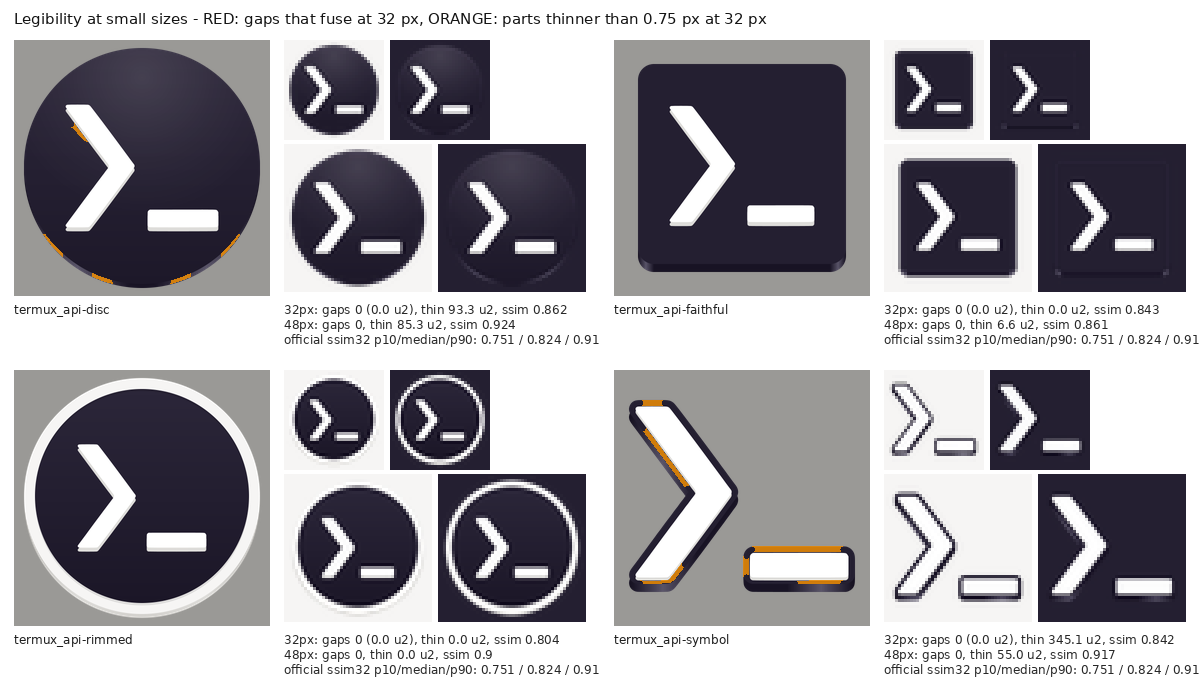 Legibility at small sizes - RED: gaps that fuse at 32 px, ORANGE: parts thinner than 0.75 px at 32 px
termux_api-disc
32px: gaps 0 (0.0 u2), thin 93.3 u2, ssim 0.862
48px: gaps 0, thin 85.3 u2, ssim 0.924
official ssim32 p10/median/p90: 0.751 / 0.824 / 0.91
termux_api-faithful
32px: gaps 0 (0.0 u2), thin 0.0 u2, ssim 0.843
48px: gaps 0, thin 6.6 u2, ssim 0.861
official ssim32 p10/median/p90: 0.751 / 0.824 / 0.91
termux_api-rimmed
32px: gaps 0 (0.0 u2), thin 0.0 u2, ssim 0.804
48px: gaps 0, thin 0.0 u2, ssim 0.9
official ssim32 p10/median/p90: 0.751 / 0.824 / 0.91
termux_api-symbol
32px: gaps 0 (0.0 u2), thin 345.1 u2, ssim 0.842
48px: gaps 0, thin 55.0 u2, ssim 0.917
official ssim32 p10/median/p90: 0.751 / 0.824 / 0.91